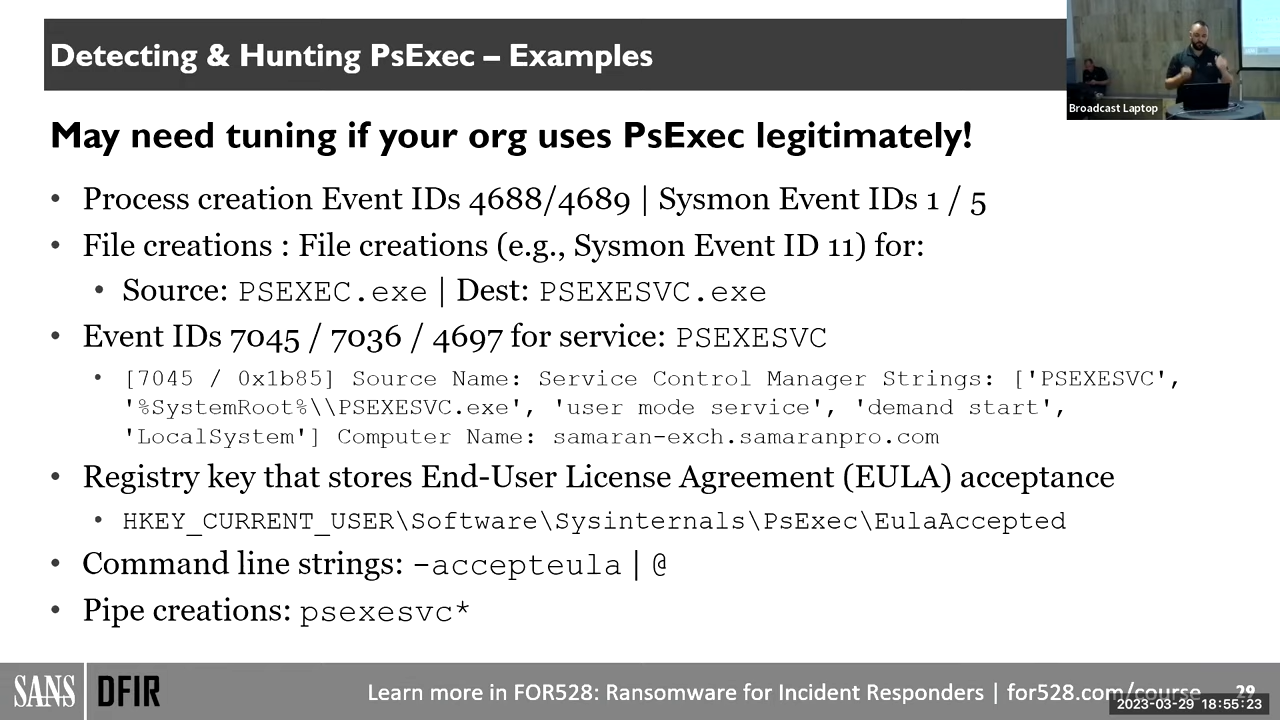 Detecting & Hunting PsExec – Examples
Broadcast Laptop
May need tuning if your org uses PsExec legitimately!
• Process creation Event IDs 4688/4689 | Sysmon Event IDs 1 / 5
• File creations : File creations (e.g., Sysmon Event ID 11) for:
• Source: PSEXEC.exe | Dest: PSEXESVC.exe
• Event IDs 7045 / 7036 / 4697 for service: PSEXESVC
• [7045 / 0x1b85] Source Name: Service Control Manager Strings: ['PSEXESVC',
'%SystemRoot%\\PSEXESVC.exe', 'user mode service', 'demand start',
'LocalSystem'] Computer Name: samaran-exch.samaranpro.com
• Registry key that stores End-User License Agreement (EULA) acceptance
• HKEY_CURRENT_USER\Software\Sysinternals\PsExec\EulaAccepted
• Command line strings: -accepteula | @
• Pipe creations: psexesvc*
SANS DFIR
Learn more in FOR528: Ransomware for Incident Responders | for528.com/course 29
2023-03-29 18:55:23